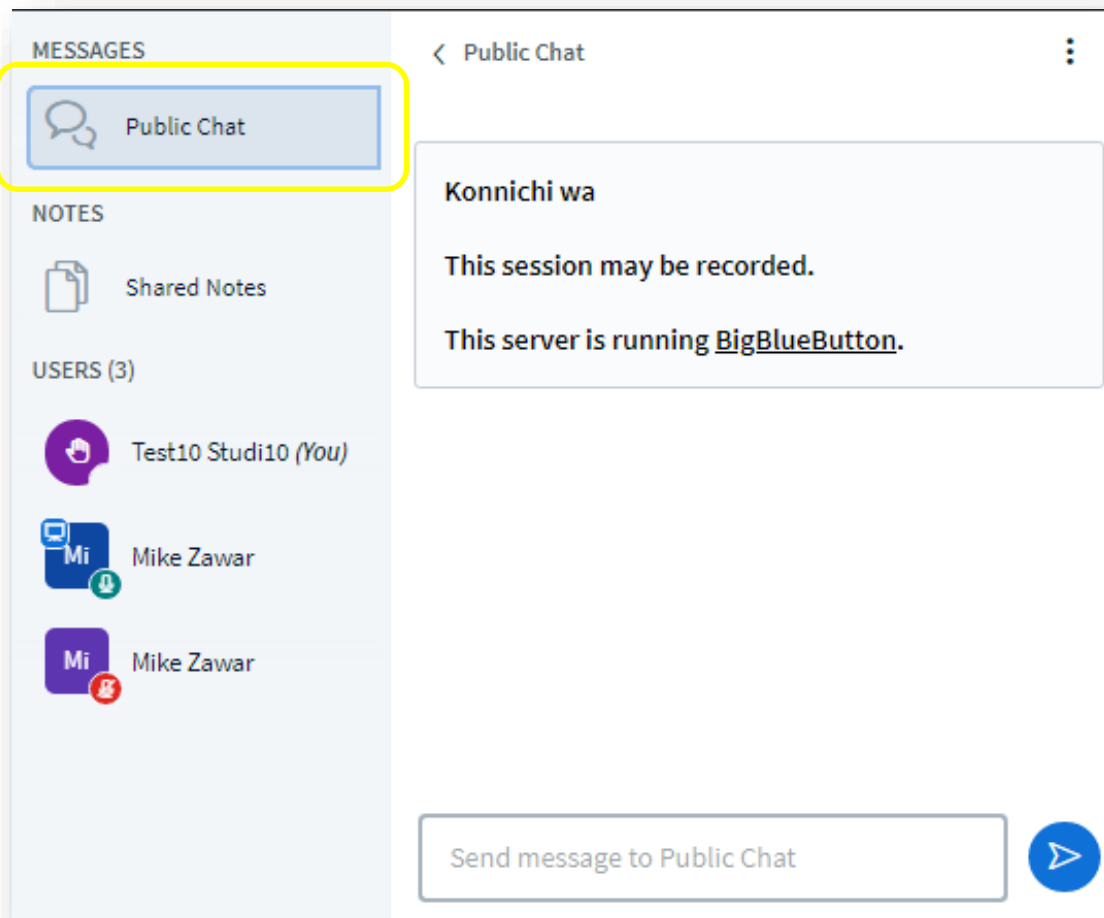 MESSAGES
Public Chat
NOTES
Shared Notes
USERS (3)
Test10 Studi10 (You)
Mi
Mike Zawar
Mi
Mike Zawar
Public Chat
Konnichi wa
This session may be recorded.
This server is running BigBlueButton.
Send message to Public Chat